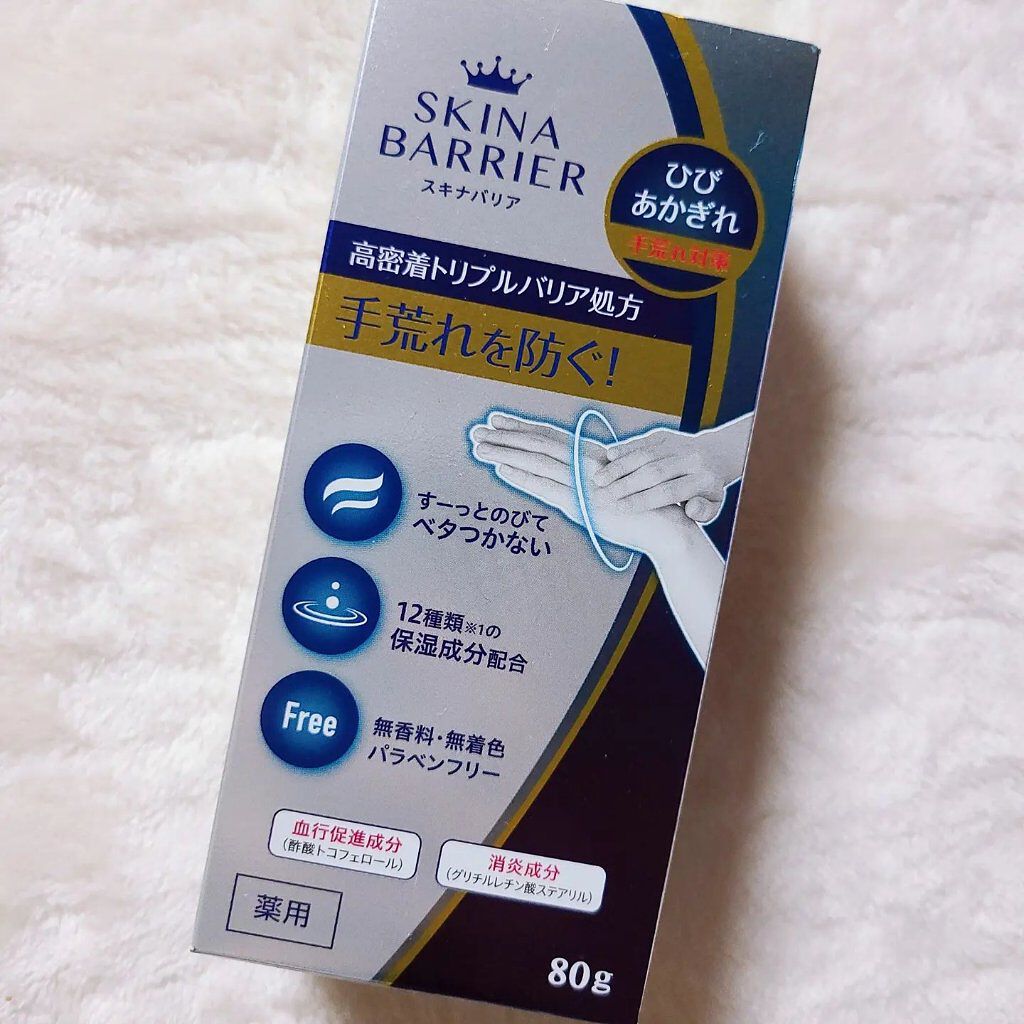 SKINA
BARRIER
スキナバリア
ひび
あかぎれ
手荒れ対策
高密着トリプルバリア処方
手荒れを防ぐ!
すーっとのびて
ベタつかない
12種類※1の
保湿成分配合
Free
無香料・無着色
パラベンフリー
血行促進成分
(酢酸トコフェロール)
消炎成分
(グリチルレチン酸ステアリル)
薬用
80g